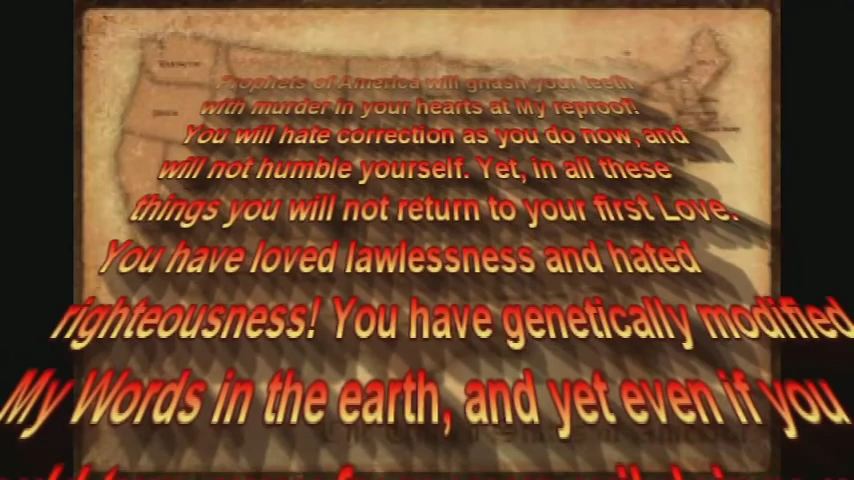 Prophets of America will gnash your teeth
with murder in your hearts at My reproof!
You will hate correction as you do now, and
will not humble yourself. Yet, in all these
things you will not return to your first Love.
You have loved lawlessness and hated
righteousness! You have genetically modified
My Words in the earth, and yet even if you